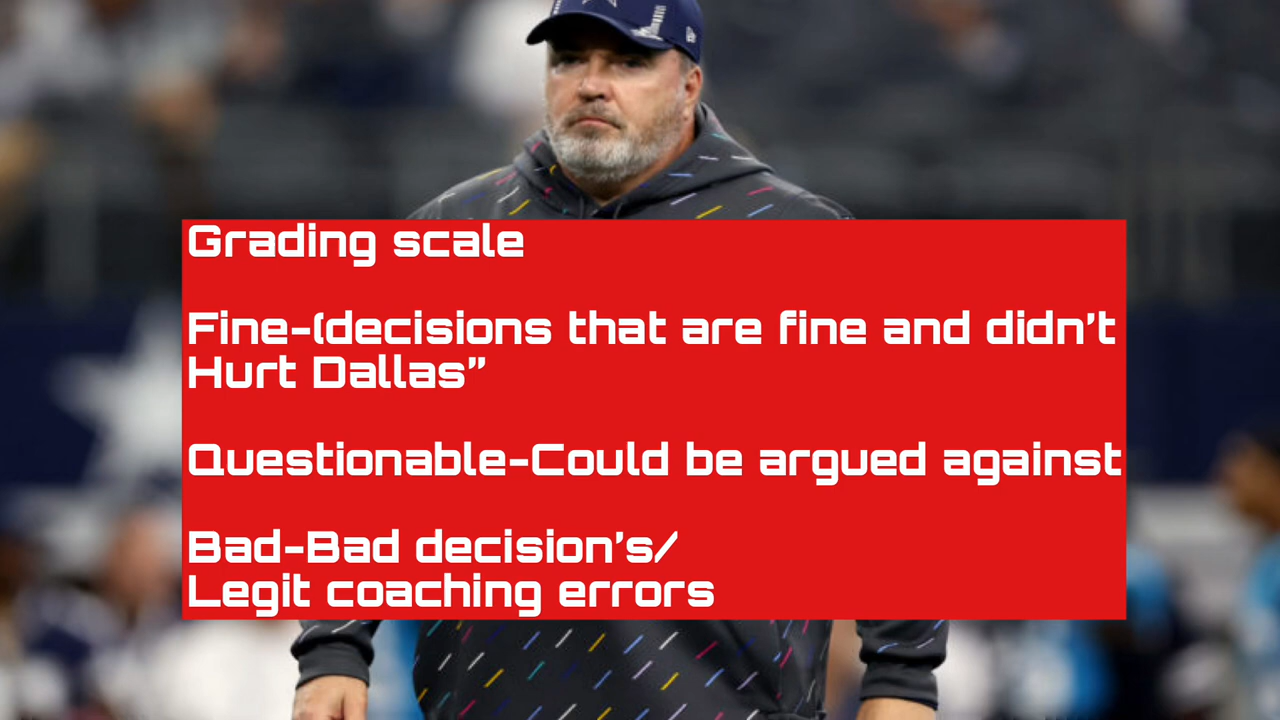 Grading scale
Fine-(decisions that are fine and didn't
Hurt Dallas”
Questionable-Could be argued against
Bad-Bad decision's/
Legit coaching errors